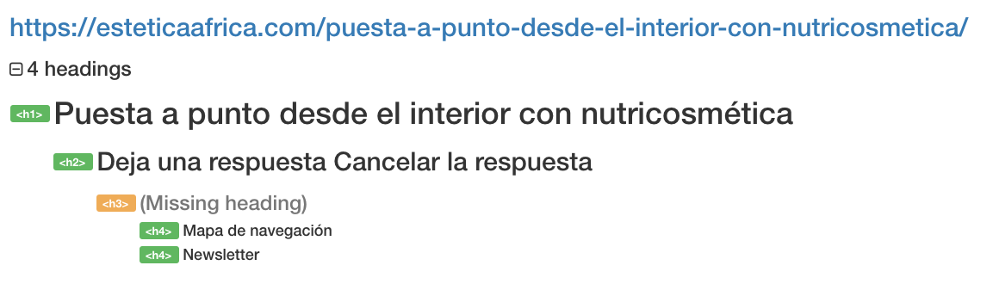 https://esteticaafrica.com/puesta-a-punto-desde-el-interior-con-nutricosmetica/
4 headings
<h1> Puesta a punto desde el interior con nutricosmética
<h2> Deja una respuesta Cancelar la respuesta
<h3> (Missing heading)
<h4> Mapa de navegación
<h4> Newsletter